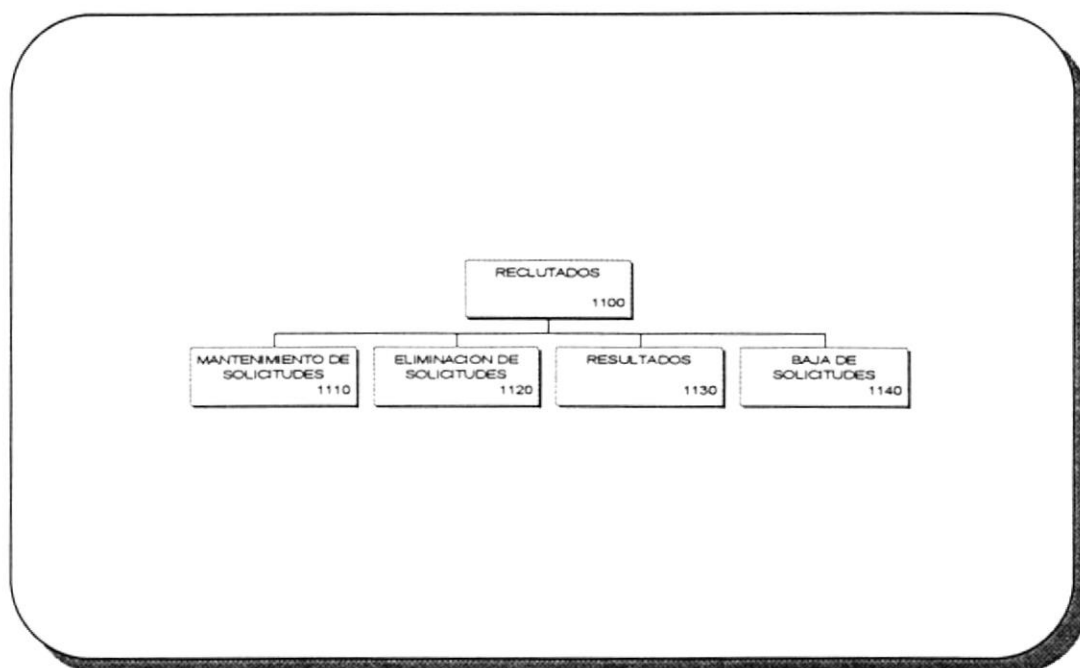 RECLUTADOS
1100
MANTENIMIENTO DE
SOLICITUDES
1110
ELIMINACION DE
SOLICITUDES
1120
RESULTADOS
1130
BAJA DE
SOLICITUDES
1140